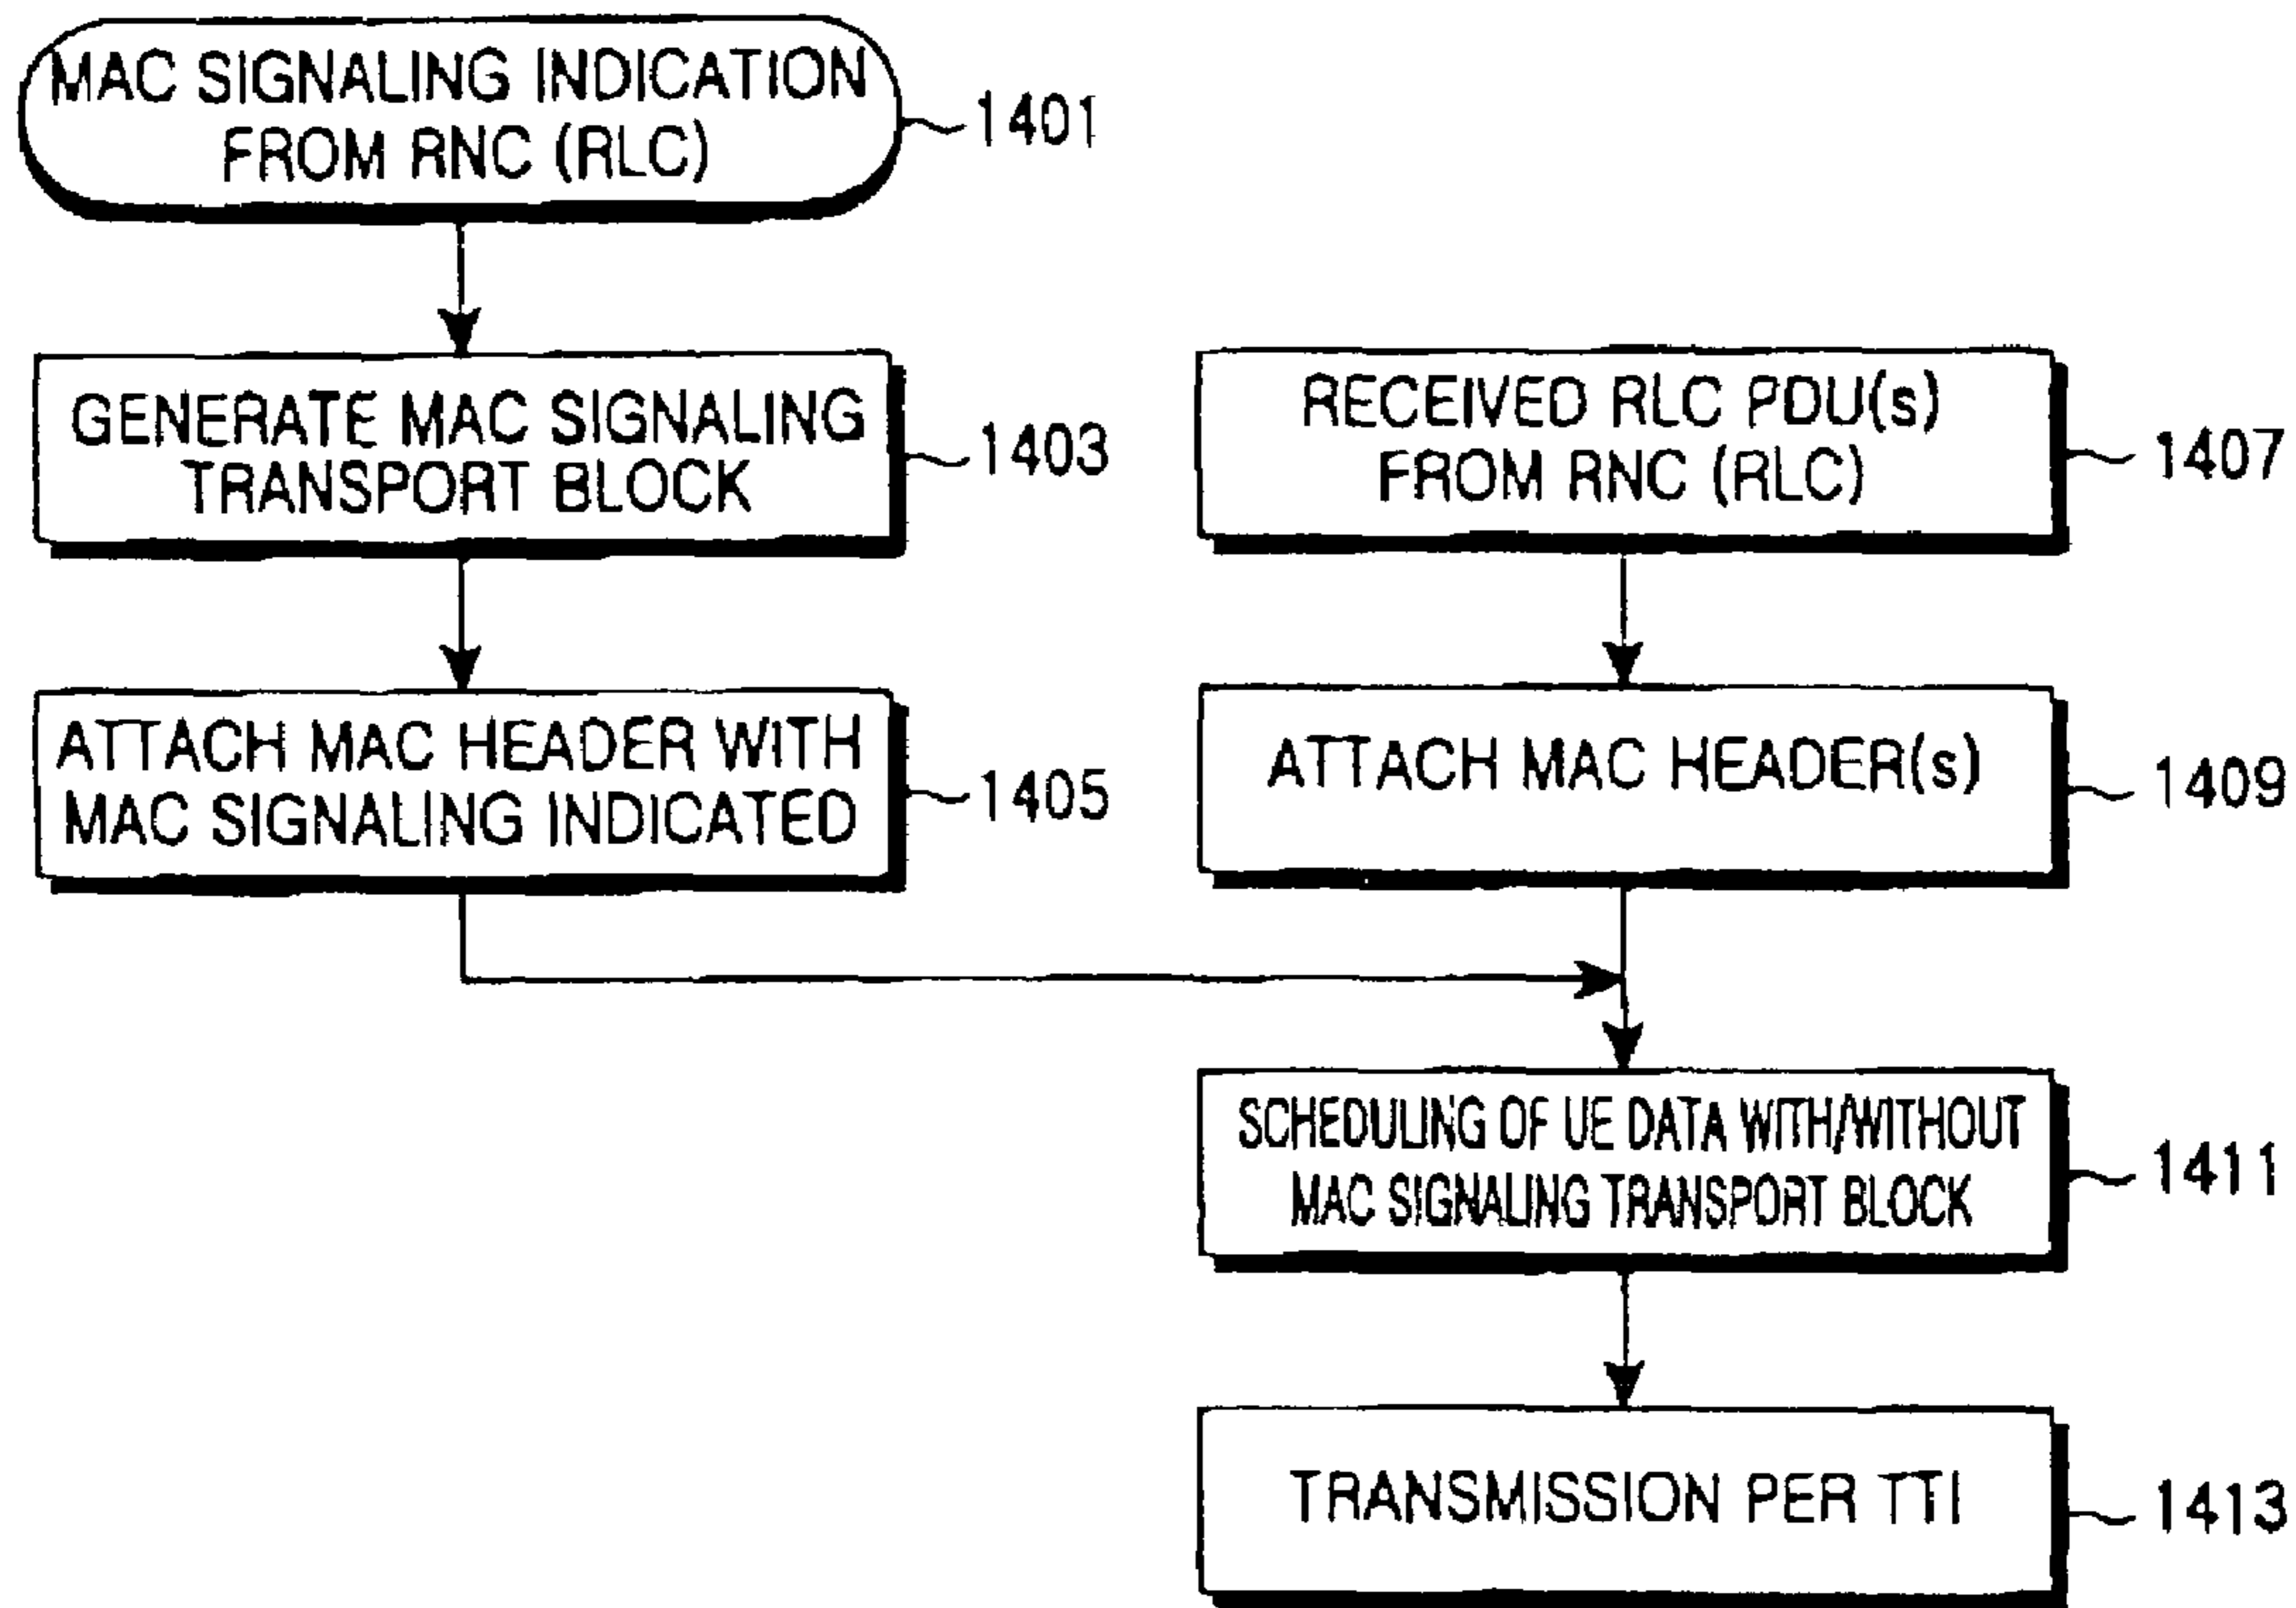 MAC SIGNALING INDICATION
FROM RNC (RLC)
1401
GENERATE MAC SIGNALING
TRANSPORT BLOCK
1403
ATTACH MAC HEADER WITH
MAC SIGNALING INDICATED
1405
RECEIVED RLC PDU(s)
FROM RNC (RLC)
1407
ATTACH MAC HEADER(s)
1409
SCHEDULING OF UE DATA WITH/WITHOUT
MAC SIGNALING TRANSPORT BLOCK
1411
TRANSMISSION PER TTI
1413